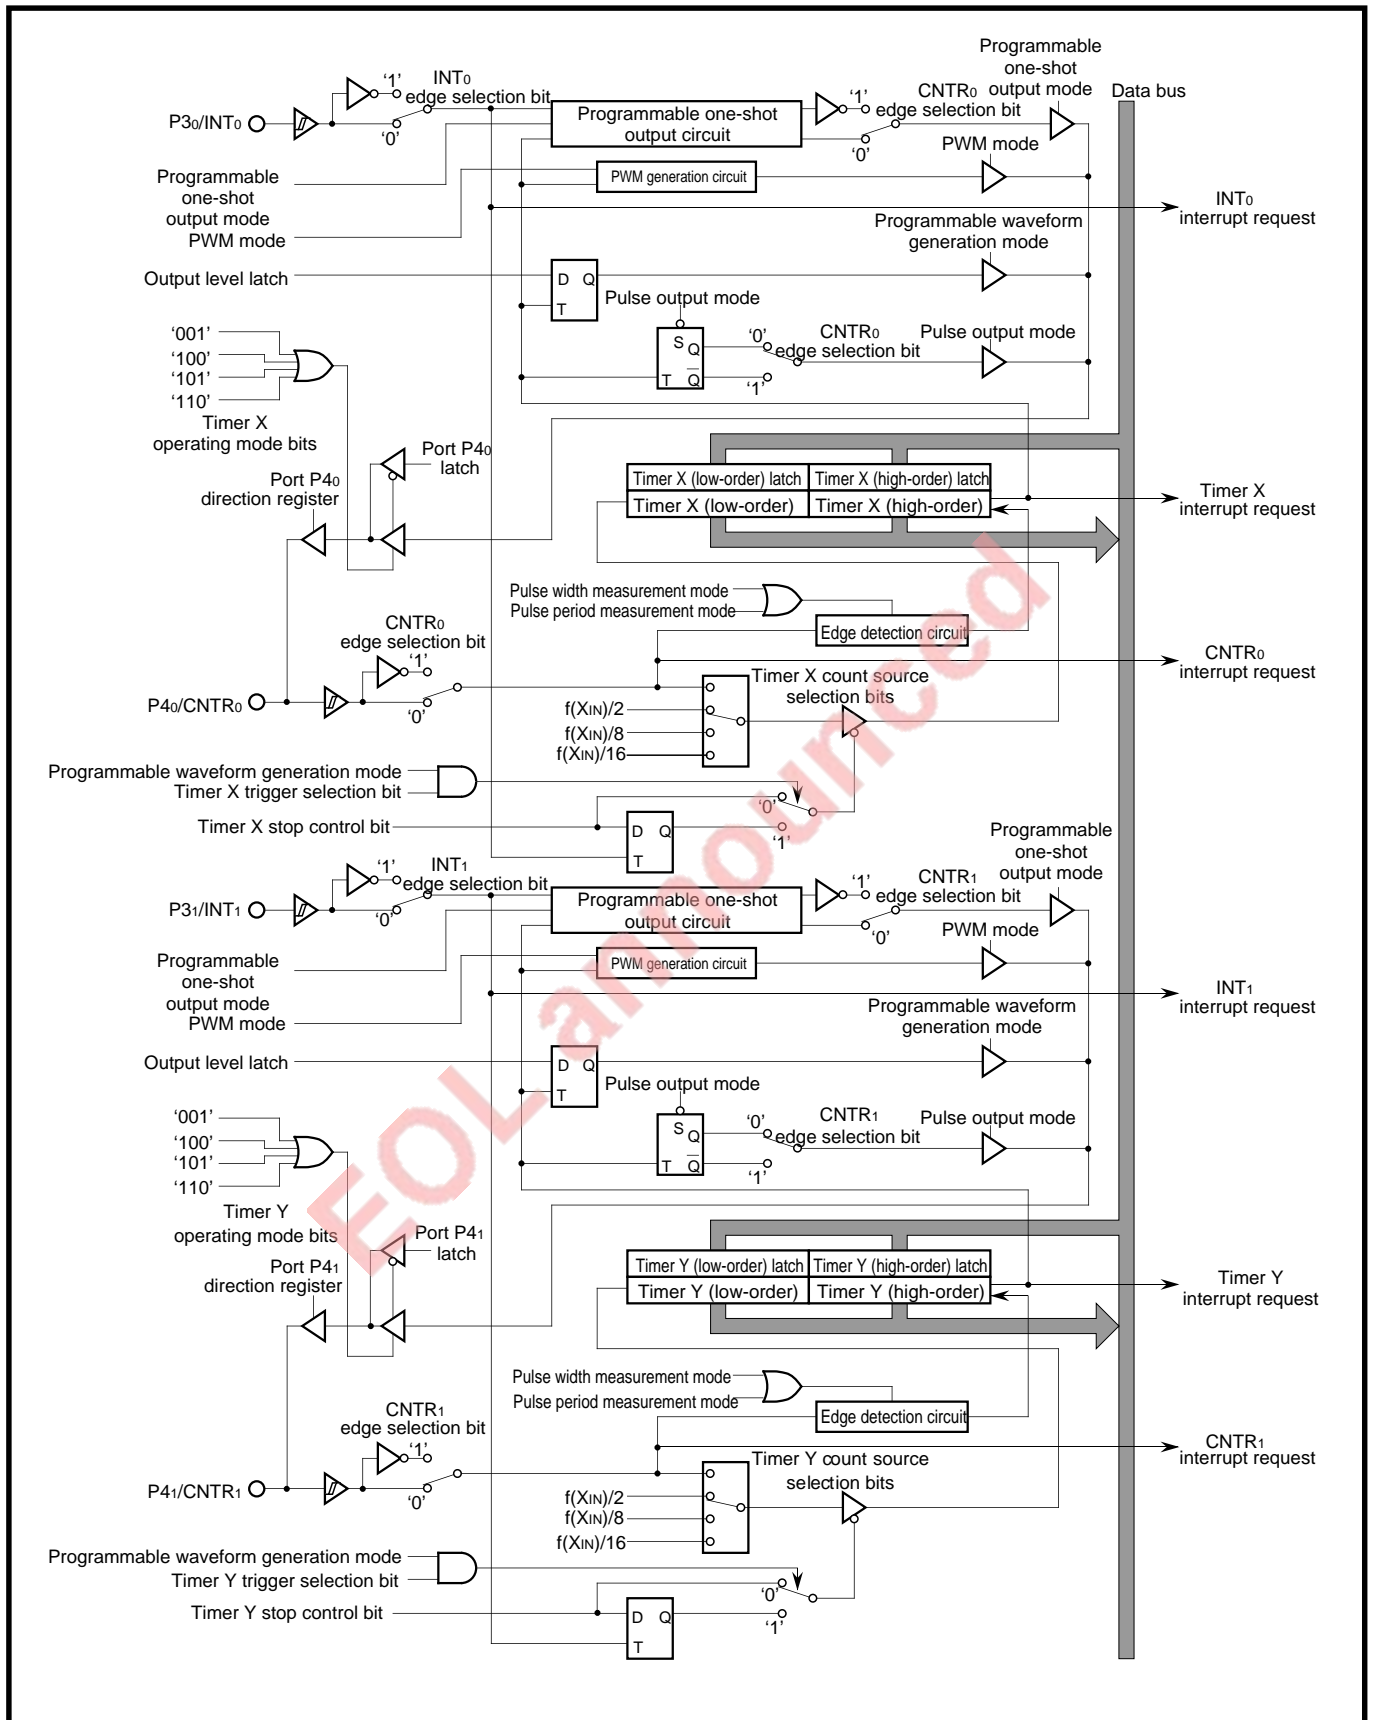 Programmable
one-shot
output mode
Data bus
‘1’
INT0
edge selection bit
P30/INT0
‘0’
Programmable one-shot
output circuit
‘1’
CNTR0
edge selection bit
‘0’
PWM mode
Programmable
one-shot
output mode
PWM mode
PWM generation circuit
INT0
interrupt request
Programmable waveform
generation mode
Output level latch
D Q
T
Pulse output mode
‘001’
‘100’
‘101’
‘110’
Timer X
operating mode bits
S Q
T Q
‘0’
CNTR0
edge selection bit
‘1’
Pulse output mode
Port P40
latch
Port P40
direction register
Timer X (low-order) latch
Timer X (high-order) latch
Timer X (low-order)
Timer X (high-order)
Timer X
interrupt request
Pulse width measurement mode
Pulse period measurement mode
Edge detection circuit
CNTR0
edge selection bit
‘1’
P40/CNTR0
‘0’
CNTR0
interrupt request
Timer X count source
selection bits
f(XIN)/2
f(XIN)/8
f(XIN)/16
Programmable waveform generation mode
Timer X trigger selection bit
Timer X stop control bit
D Q
T
‘0’
‘1’
Programmable
one-shot
output mode
‘1’
INT1
edge selection bit
P31/INT1
‘0’
Programmable one-shot
output circuit
‘1’
CNTR1
edge selection bit
‘0’
PWM mode
Programmable
one-shot
output mode
PWM mode
PWM generation circuit
INT1
interrupt request
Programmable waveform
generation mode
Output level latch
D Q
T
Pulse output mode
‘001’
‘100’
‘101’
‘110’
Timer Y
operating mode bits
S Q
T Q
‘0’
CNTR1
edge selection bit
‘1’
Pulse output mode
Port P41
latch
Port P41
direction register
Timer Y (low-order) latch
Timer Y (high-order) latch
Timer Y (low-order)
Timer Y (high-order)
Timer Y
interrupt request
Pulse width measurement mode
Pulse period measurement mode
Edge detection circuit
CNTR1
edge selection bit
‘1’
P41/CNTR1
‘0’
CNTR1
interrupt request
Timer Y count source
selection bits
f(XIN)/2
f(XIN)/8
f(XIN)/16
Programmable waveform generation mode
Timer Y trigger selection bit
Timer Y stop control bit
D Q
T
‘0’
‘1’
EOL announced